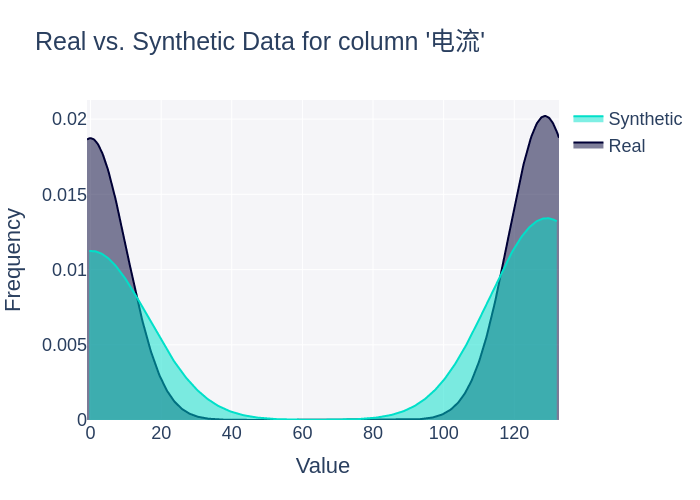 Real vs. Synthetic Data for column '电流'
Synthetic
Real
Frequency
0.02
0.015
0.01
0.005
0
0 20 40 60 80 100 120
Value